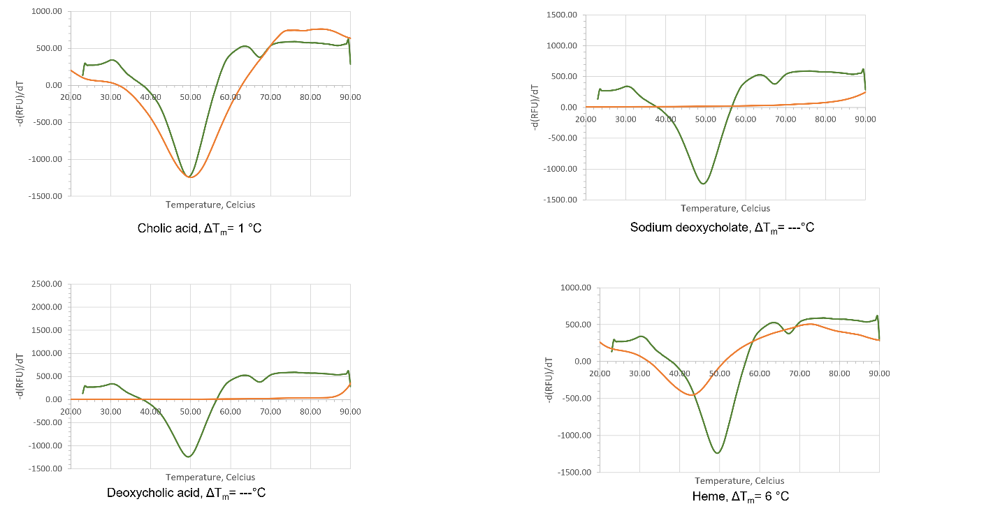 1000.00
500.00
0.00
-500.00
-1000.00
-1500.00
20.00 30.00 40.00 50.00 60.00 70.00 80.00 90.00
-d(RFU)/dT
Temperature, Celcius
Cholic acid, ΔTm= 1 °C
1500.00
1000.00
500.00
0.00
-500.00
-1000.00
-1500.00
20.00 30.00 40.00 50.00 60.00 70.00 80.00 90.00
-d(RFU)/dT
Temperature, Celcius
Sodium deoxycholate, ΔTm= ---°C
2500.00
2000.00
1500.00
1000.00
500.00
0.00
-500.00
-1000.00
-1500.00
20.00 30.00 40.00 50.00 60.00 70.00 80.00 90.00
-d(RFU)/dT
Temperature, Celcius
Deoxycholic acid, ΔTm= ---°C
1000.00
500.00
0.00
-500.00
-1000.00
-1500.00
20.00 30.00 40.00 50.00 60.00 70.00 80.00 90.00
-d(RFU)/dT
Temperature, Celcius
Heme, ΔTm= 6 °C